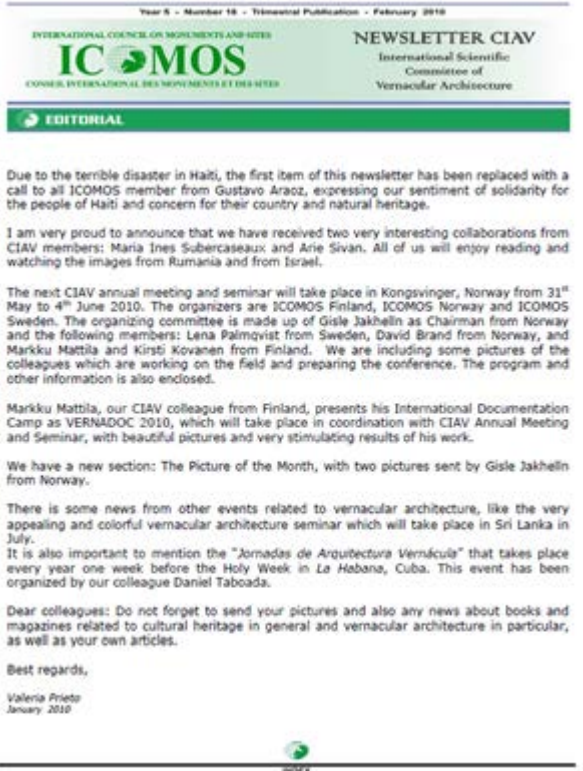 Year 5 - Number 16 - Trimestral Publication - February 2010
INTERNATIONAL COUNCIL ON MONUMENTS AND SITES
ICOMOS
CONSEIL INTERNATIONAL DES MONUMENTS ET DES SITES
NEWSLETTER CIAV
International Scientific
Committee of
Vernacular Architecture
EDITORIAL
Due to the terrible disaster in Haiti, the first item of this newsletter has been replaced with a
call to all ICOMOS member from Gustavo Araoz, expressing our sentiment of solidarity for
the people of Haiti and concern for their country and natural heritage.
I am very proud to announce that we have received two very interesting collaborations from
CIAV members: Maria Ines Subercaseaux and Arie Sivan. All of us will enjoy reading and
watching the images from Rumania and from Israel.
The next CIAV annual meeting and seminar will take place in Kongsvinger, Norway from 31st
May to 4th June 2010. The organizers are ICOMOS Finland, ICOMOS Norway and ICOMOS
Sweden. The organizing committee is made up of Gisle Jakhelln as Chairman from Norway
and the following members: Lena Palmqvist from Sweden, David Brand from Norway, and
Markku Mattila and Kirsti Kovanen from Finland. We are including some pictures of the
colleagues which are working on the field and preparing the conference. The program and
other information is also enclosed.
Markku Mattila, our CIAV colleague from Finland, presents his International Documentation
Camp as VERNADOC 2010, which will take place in coordination with CIAV Annual Meeting
and Seminar, with beautiful pictures and very stimulating results of his work.
We have a new section: The Picture of the Month, with two pictures sent by Gisle Jakhelln
from Norway.
There is some news from other events related to vernacular architecture, like the very
appealing and colorful vernacular architecture seminar which will take place in Sri Lanka in
July.
It is also important to mention the "Jornadas de Arquitectura Vernácula" that takes place
every year one week before the Holy Week in La Habana, Cuba. This event has been
organized by our colleague Daniel Taboada.
Dear colleagues: Do not forget to send your pictures and also any news about books and
magazines related to cultural heritage in general and vernacular architecture in particular,
as well as your own articles.
Best regards,
Valeria Prieto
January 2010
INDEX